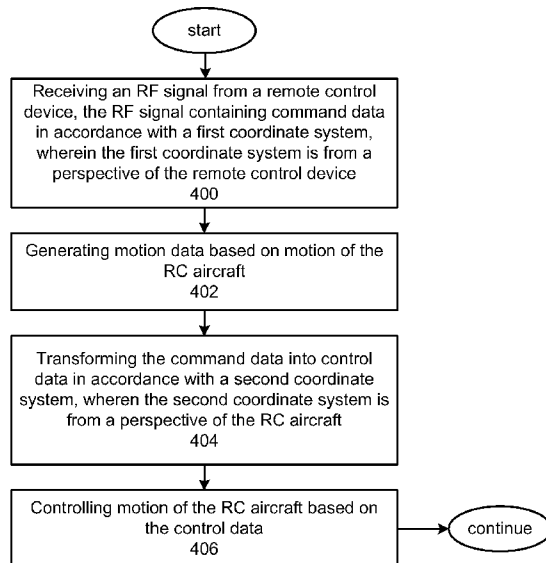 start
Receiving an RF signal from a remote control
device, the RF signal containing command data
in accordance with a first coordinate system,
wherein the first coordinate system is from a
perspective of the remote control device
400
Generating motion data based on motion of the
RC aircraft
402
Transforming the command data into control
data in accordance with a second coordinate
system, wheren the second coordinate system is
from a perspective of the RC aircraft
404
Controlling motion of the RC aircraft based on
the control data
406
continue